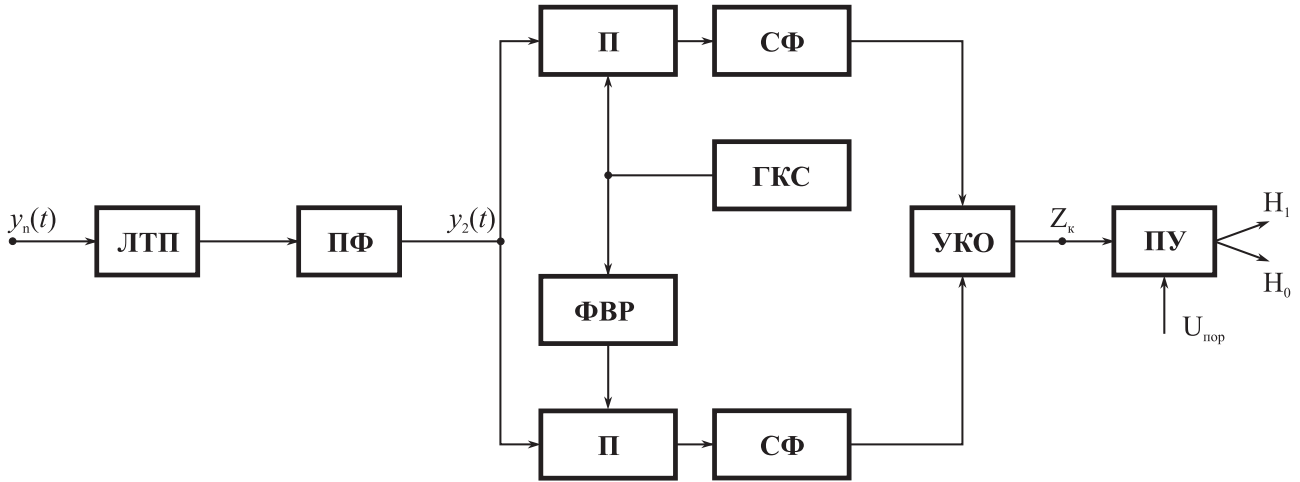 П
СФ
ГКС
yп(t)
ЛТП
ПФ
y2(t)
УКО
Zк
ПУ
H1
H0
ФВР
Uпор
П
СФ